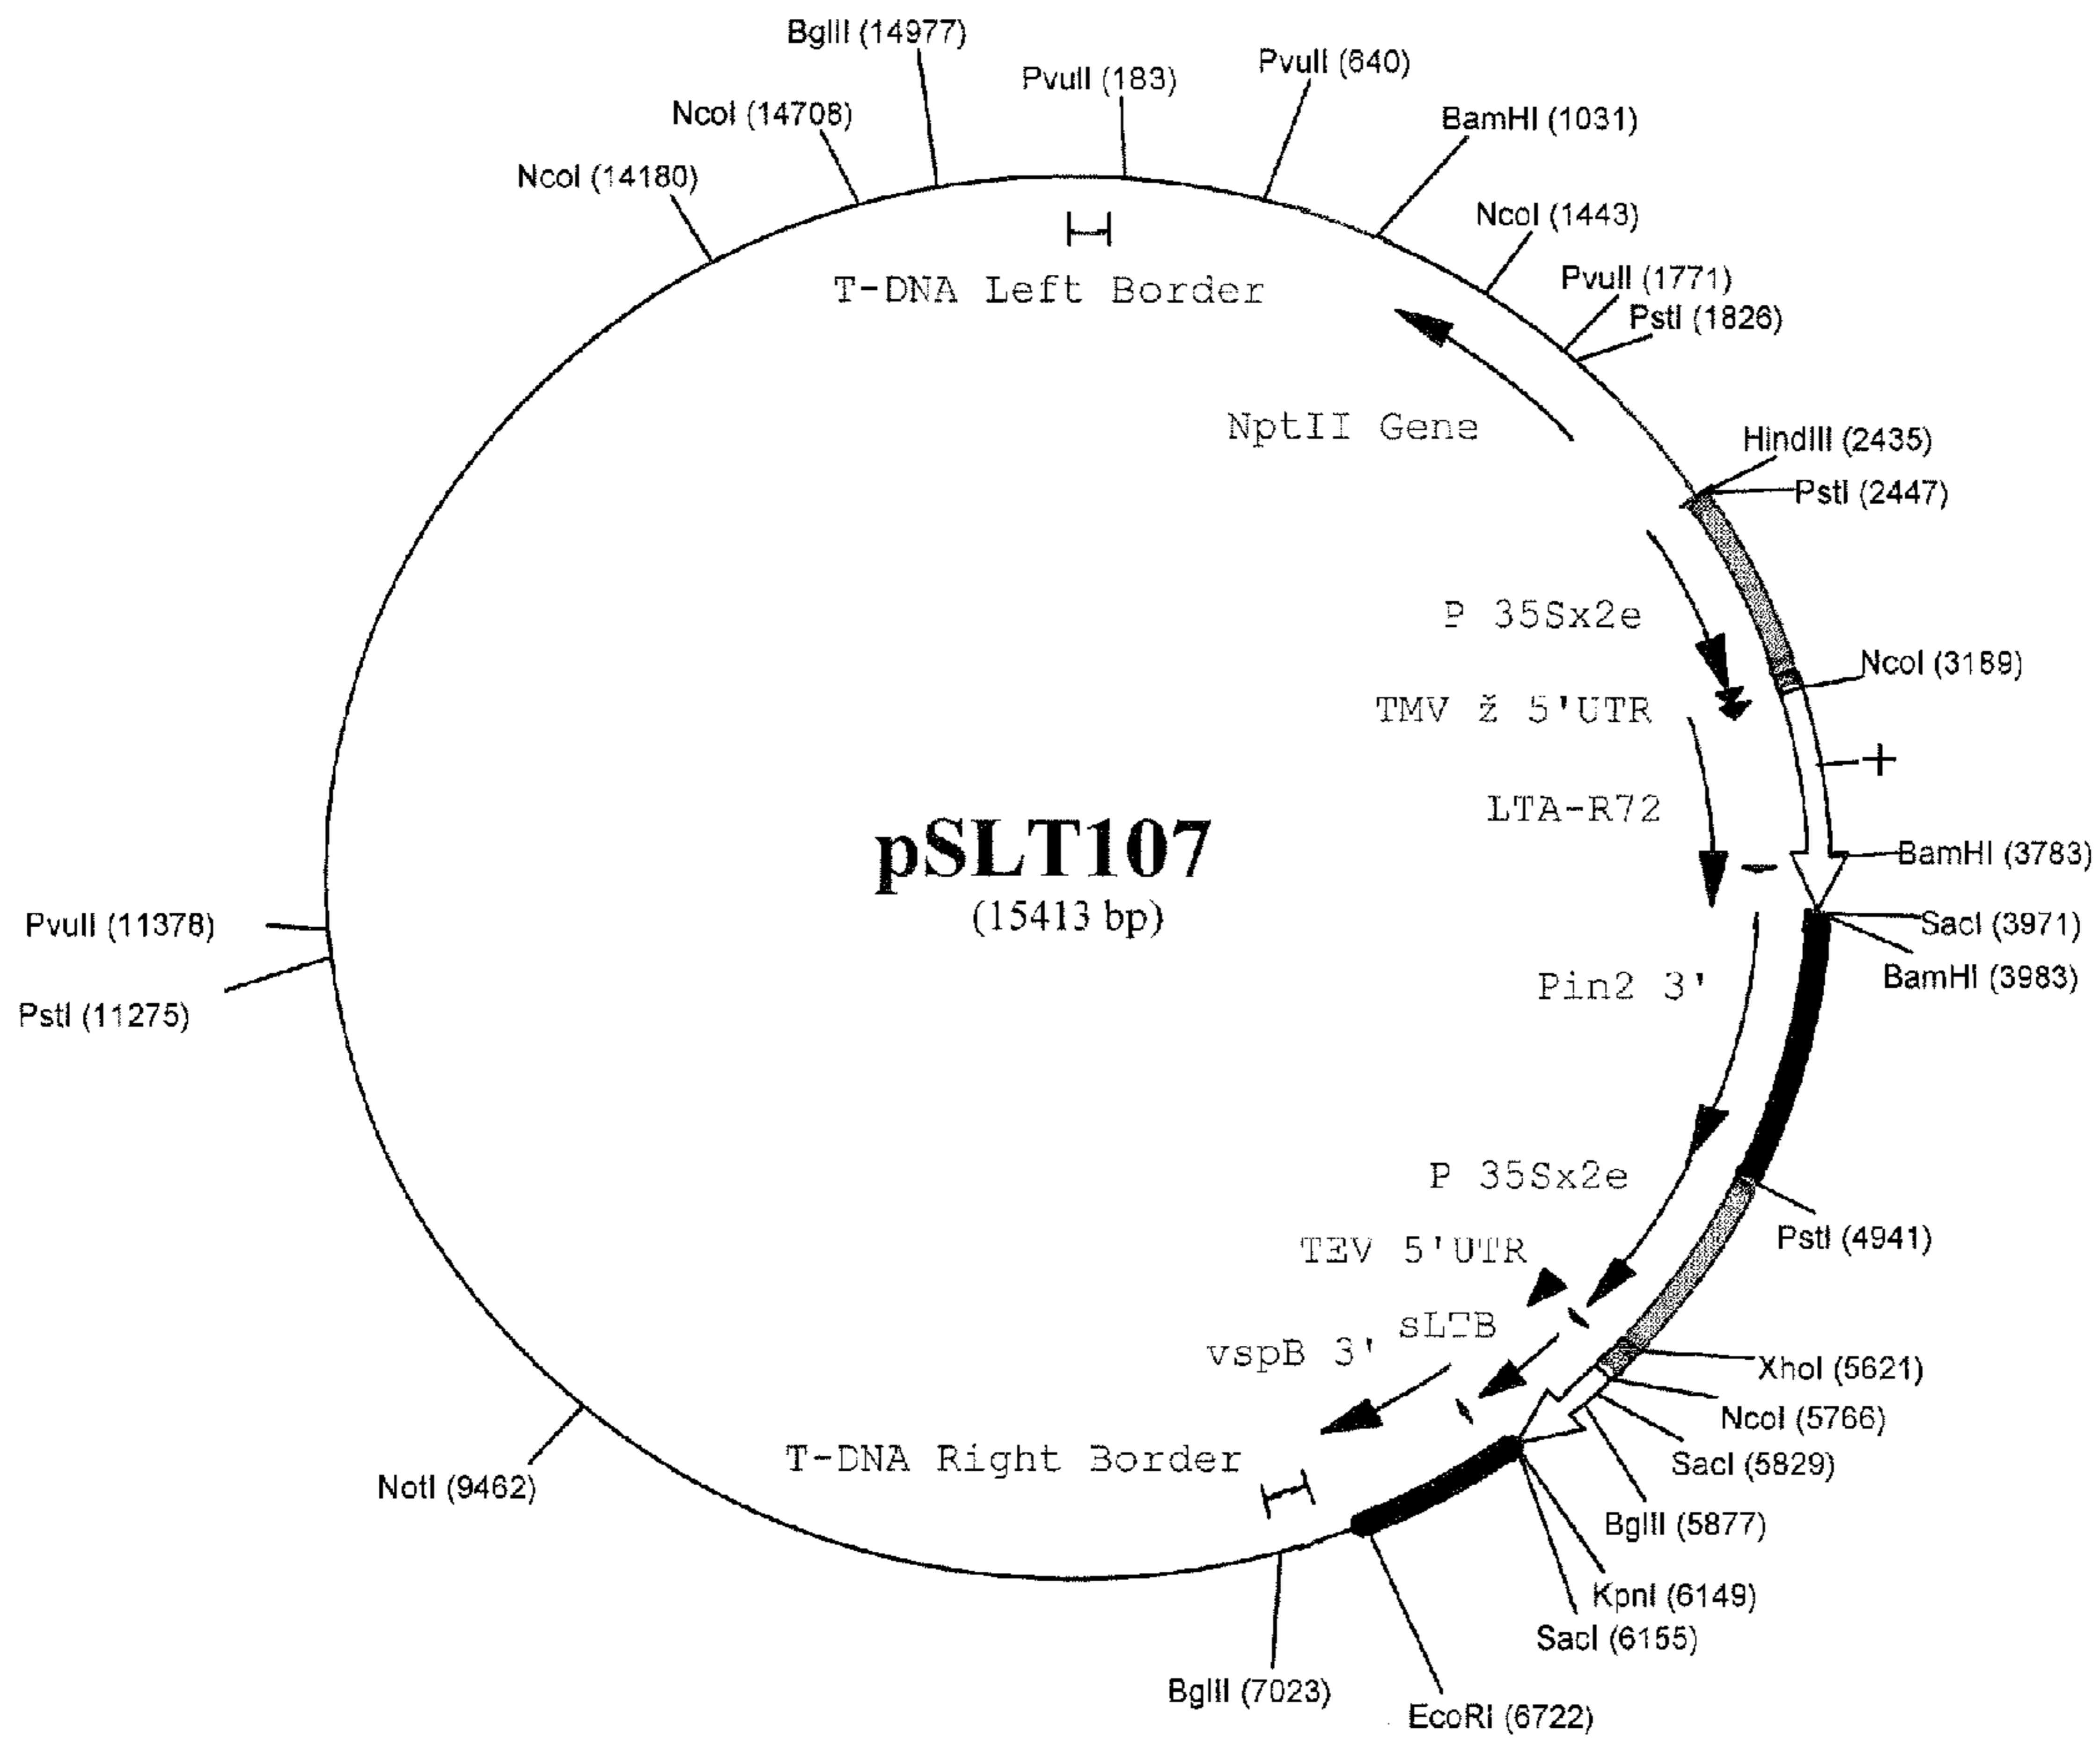 BglII (14977)
PvuII (183)
PvuII (640)
NcoI (14708)
BamHI (1031)
NcoI (14180)
NcoI (1443)
PvuII (1771)
T-DNA Left Border
PstI (1826)
NptII Gene
HindIII (2435)
PstI (2447)
P 35Sx2e
NcoI (3189)
TMV ž 5'UTR
+
LTA-R72
pSLT107
(15413 bp)
BamHI (3783)
PvuII (11378)
SacI (3971)
BamHI (3983)
Pin2 3'
PstI (11275)
P 35Sx2e
PstI (4941)
TEV 5'UTR
sLTB
vspB 3'
XhoI (5621)
NcoI (5766)
T-DNA Right Border
SacI (5829)
NotI (9462)
BglII (5877)
KpnI (6149)
SacI (6155)
BglII (7023)
EcoRI (6722)